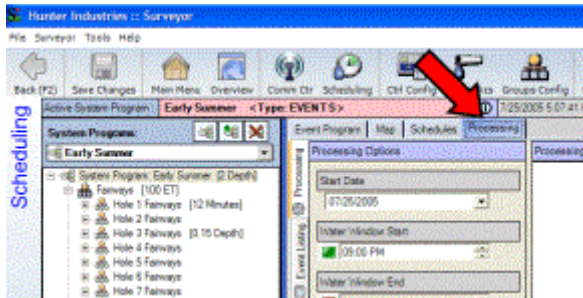 Hunter Industries :: Surveyor
File Surveyor Tools Help
Back (F2) Save Changes Main Menu Overview Comm Ctr Scheduling Ctrl Config Groups Config
Active System Program: Early Summer <Type: EVENTS> 7/25/2005 5:07:41
Scheduling
System Programs:
Early Summer
System Program: Early Summer [2 Depth]
Fairways [100 ET]
Hole 1 Fairways [12 Minutes]
Hole 2 Fairways
Hole 3 Fairways [0.15 Depth]
Hole 4 Fairways
Hole 5 Fairways
Hole 6 Fairways
Hole 7 Fairways
Event Program Map Schedules Processing
Processing
Event Listing
Processing Options
Start Date
07/25/2005
Water Window Start
09:00 PM
Water Window End
Processing